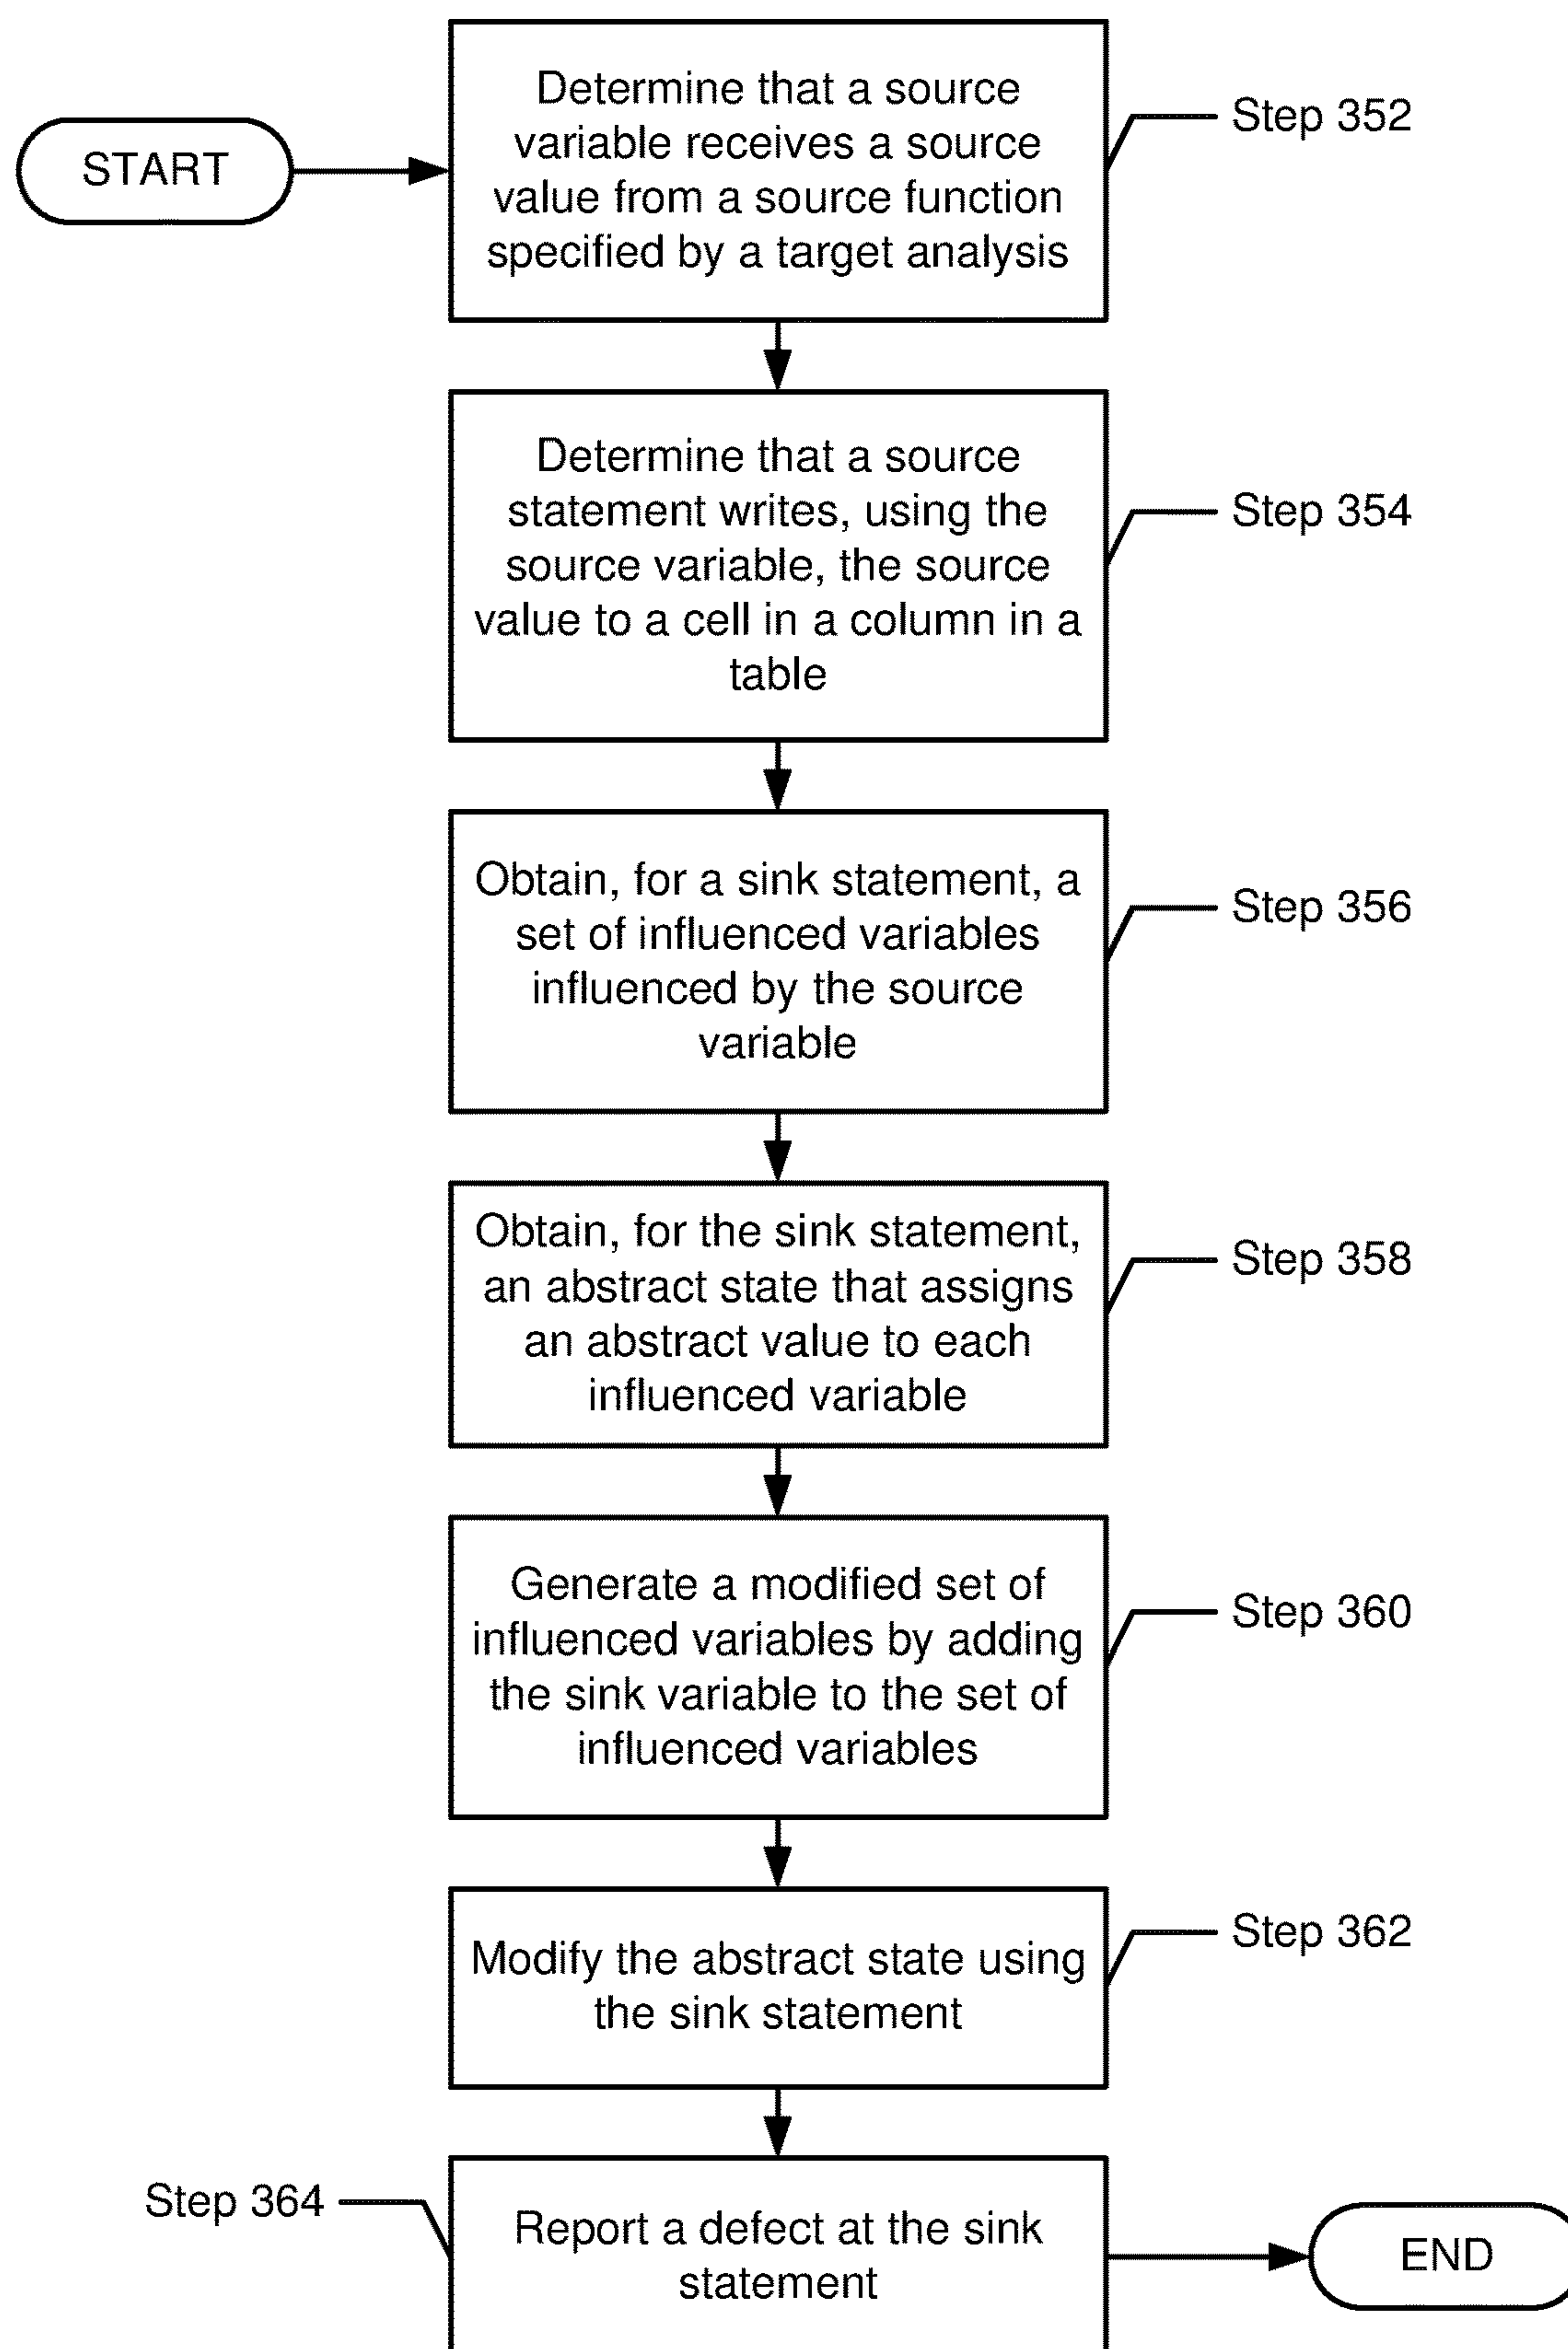 START
Determine that a source
variable receives a source
value from a source function
specified by a target analysis
Step 352
Determine that a source
statement writes, using the
source variable, the source
value to a cell in a column in a
table
Step 354
Obtain, for a sink statement, a
set of influenced variables
influenced by the source
variable
Step 356
Obtain, for the sink statement,
an abstract state that assigns
an abstract value to each
influenced variable
Step 358
Generate a modified set of
influenced variables by adding
the sink variable to the set of
influenced variables
Step 360
Modify the abstract state using
the sink statement
Step 362
Step 364
Report a defect at the sink
statement
END